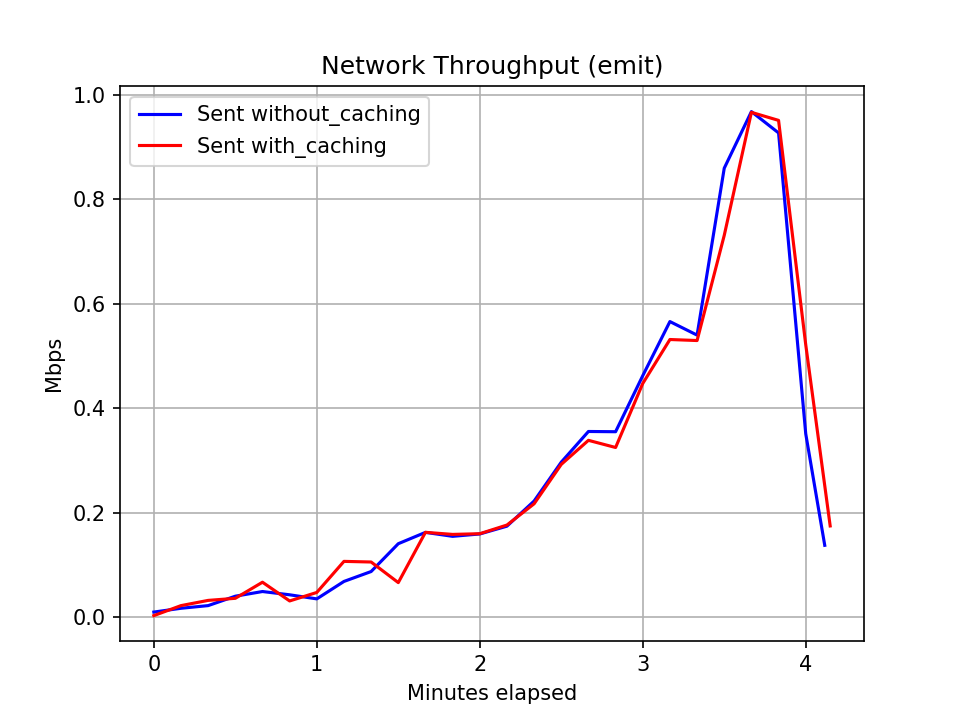 Network Throughput (emit)
Sent without_caching
Sent with_caching
1.0
0.8
0.6
0.4
0.2
0.0
Mbps
0 1 2 3 4
Minutes elapsed